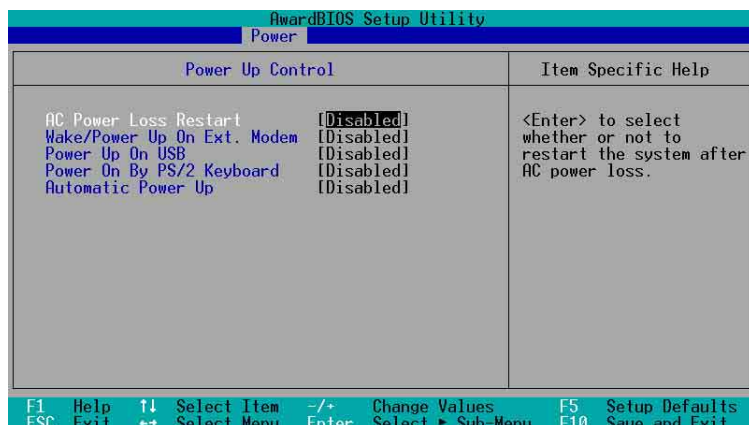 AwardBIOS Setup Utility
Power
Power Up Control
Item Specific Help
AC Power Loss Restart [Disabled]
Wake/Power Up On Ext. Modem [Disabled]
Power Up On USB [Disabled]
Power On By PS/2 Keyboard [Disabled]
Automatic Power Up [Disabled]
<Enter> to select
whether or not to
restart the system after
AC power loss.
F1 Help ↑↓ Select Item -/+ Change Values F5 Setup Defaults
ESC Exit ←→ Select Menu Enter Select ► Sub-Menu F10 Save and Exit